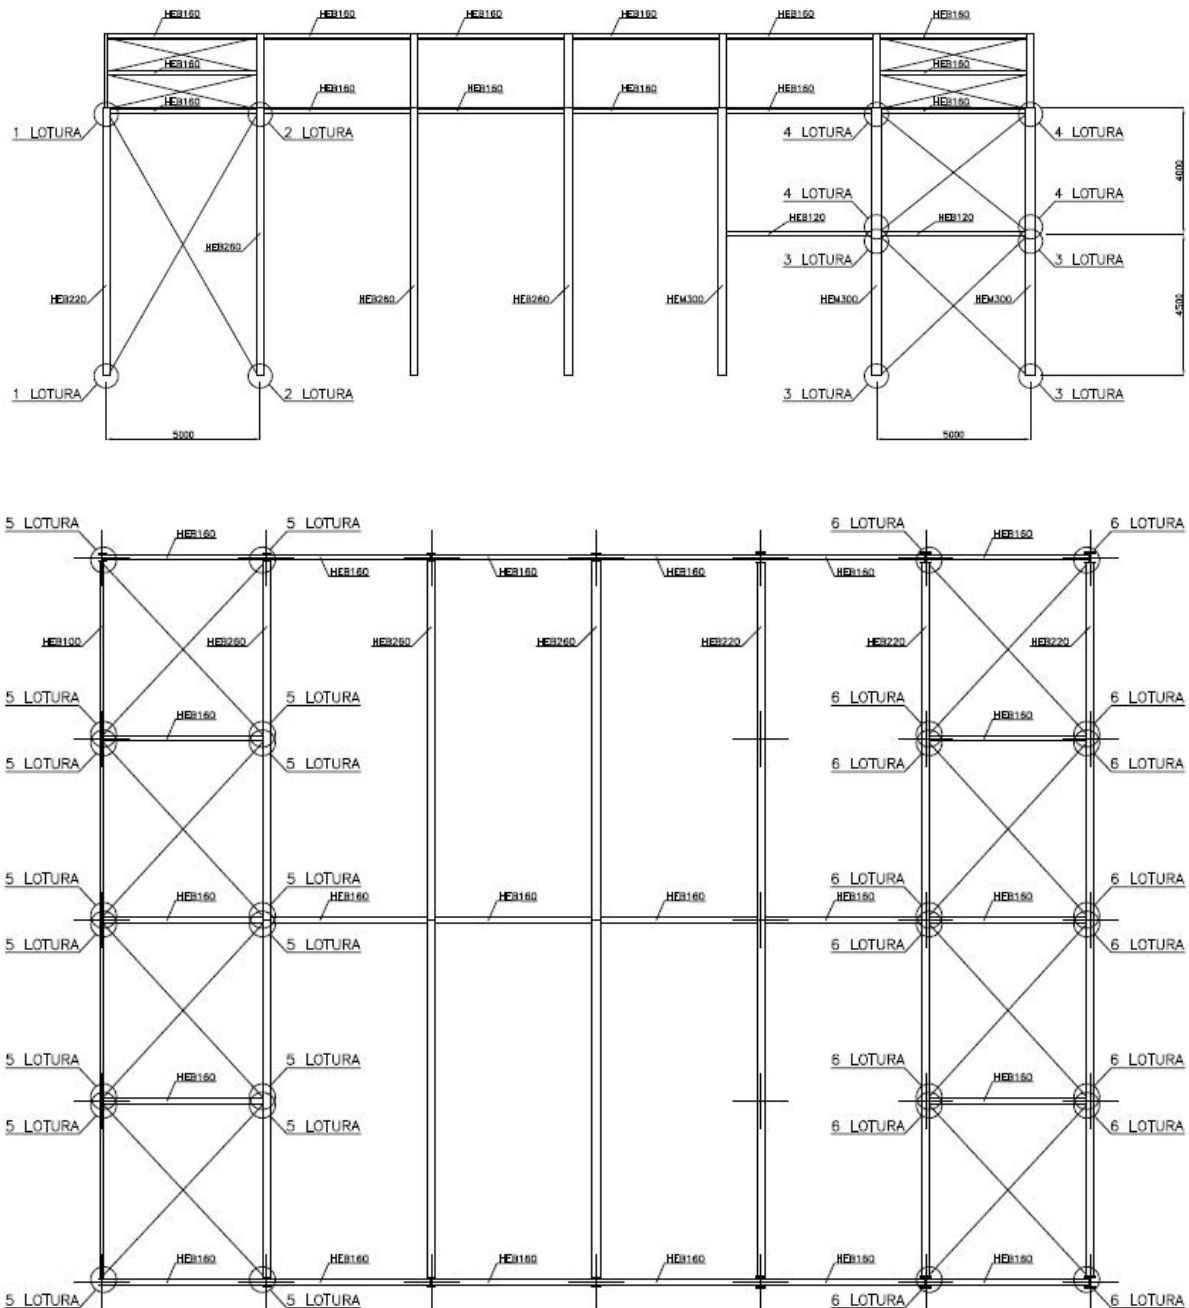 HEB160 HEB160 HEB160 HEB160 HEB160 HEB160
HEB160 HEB160
HEB160 HEB160 HEB160 HEB160 HEB160 HEB160
1 LOTURA 2 LOTURA 4 LOTURA 4 LOTURA
4000
4 LOTURA 4 LOTURA
HEB120 HEB120
HEB260
3 LOTURA 3 LOTURA
HEB220 HEB260 HEB260 HEM300 HEM300 HEM300
4500
1 LOTURA 2 LOTURA 3 LOTURA 3 LOTURA
5000 5000
5 LOTURA 5 LOTURA 6 LOTURA 6 LOTURA
HEB160 HEB160
HEB160 HEB160 HEB160 HEB160
HEB100 HEB260 HEB260 HEB260 HEB220 HEB220 HEB220
5 LOTURA 5 LOTURA 6 LOTURA 6 LOTURA
HEB160 HEB160
5 LOTURA 5 LOTURA 6 LOTURA 6 LOTURA
5 LOTURA 5 LOTURA 6 LOTURA 6 LOTURA
HEB160 HEB160 HEB160 HEB160 HEB160 HEB160
5 LOTURA 5 LOTURA 6 LOTURA 6 LOTURA
5 LOTURA 5 LOTURA 6 LOTURA 6 LOTURA
HEB160 HEB160
5 LOTURA 5 LOTURA 6 LOTURA 6 LOTURA
HEB160 HEB160 HEB160 HEB160 HEB160 HEB160
5 LOTURA 5 LOTURA 6 LOTURA 6 LOTURA